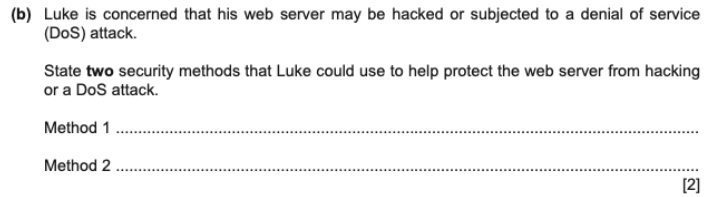 (b) Luke is concerned that his web server may be hacked or subjected to a denial of service
(DoS) attack.
State two security methods that Luke could use to help protect the web server from hacking
or a DoS attack.
Method 1 ........................................................................................................................................
Method 2 ........................................................................................................................................
[2]